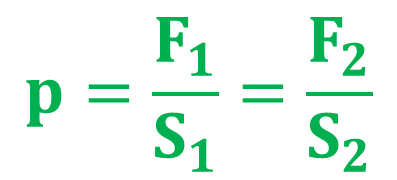 p = F₁/S₁ = F₂/S₂